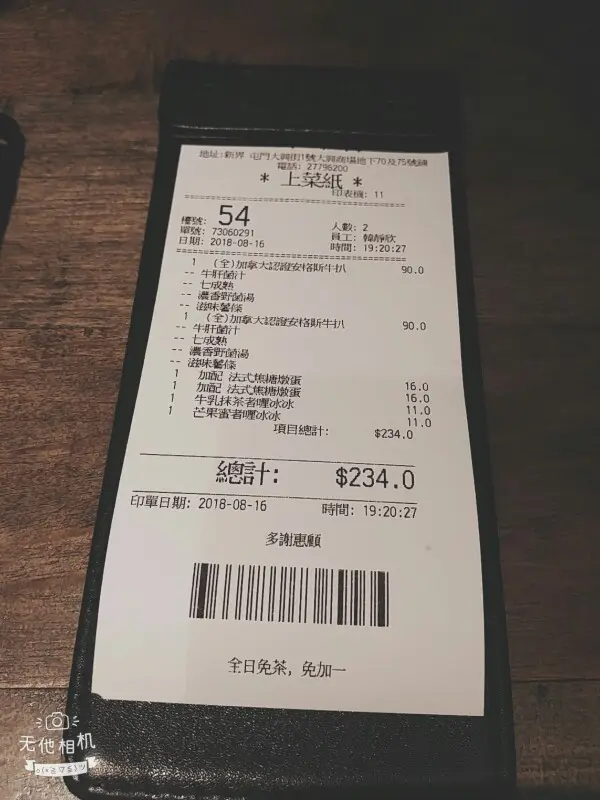 地址:新界 屯門大興街1號大興商場地下70及75號舖
電話: 27796200
* 上菜紙 *
印表機: 11
檯號: 54
人數: 2
單號: 73060291
員工: 韓靜欣
日期: 2018-08-16
時間: 19:20:27
1 (全)加拿大認證安格斯牛扒 90.0
-- 牛肝菌汁
-- 七成熟
-- 濃香野菌湯
-- 滋味薯條
1 (全)加拿大認證安格斯牛扒 90.0
-- 牛肝菌汁
-- 七成熟
-- 濃香野菌湯
-- 滋味薯條
1 加配 法式焦糖燉蛋 16.0
1 加配 法式焦糖燉蛋 16.0
1 牛乳抹茶者喱冰冰 11.0
1 芒果蜜者喱冰冰 11.0
項目總計: $234.0
總計: $234.0
印單日期: 2018-08-16 時間: 19:20:27
多謝惠顧
全日免茶, 免加一
无他相机